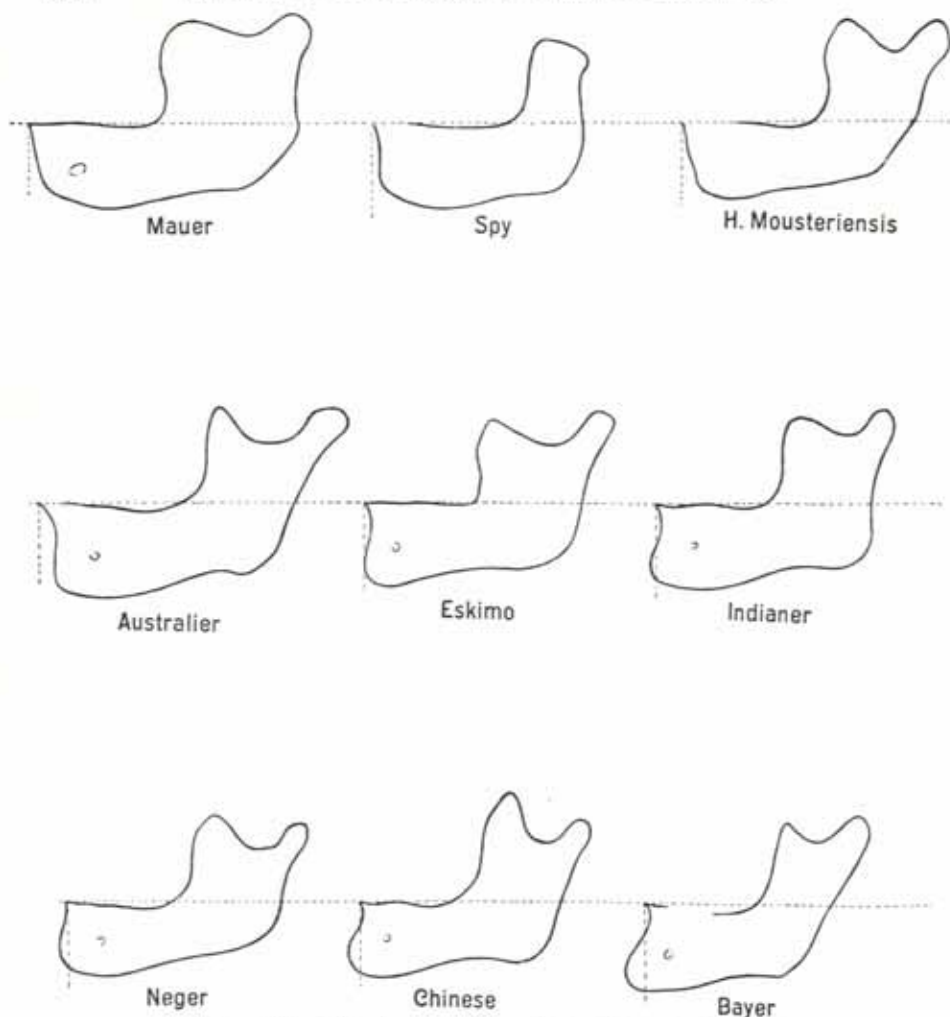 Mauer
Spy
H. Mousteriensis
Australier
Eskimo
Indianer
Neger
Chinese
Bayer